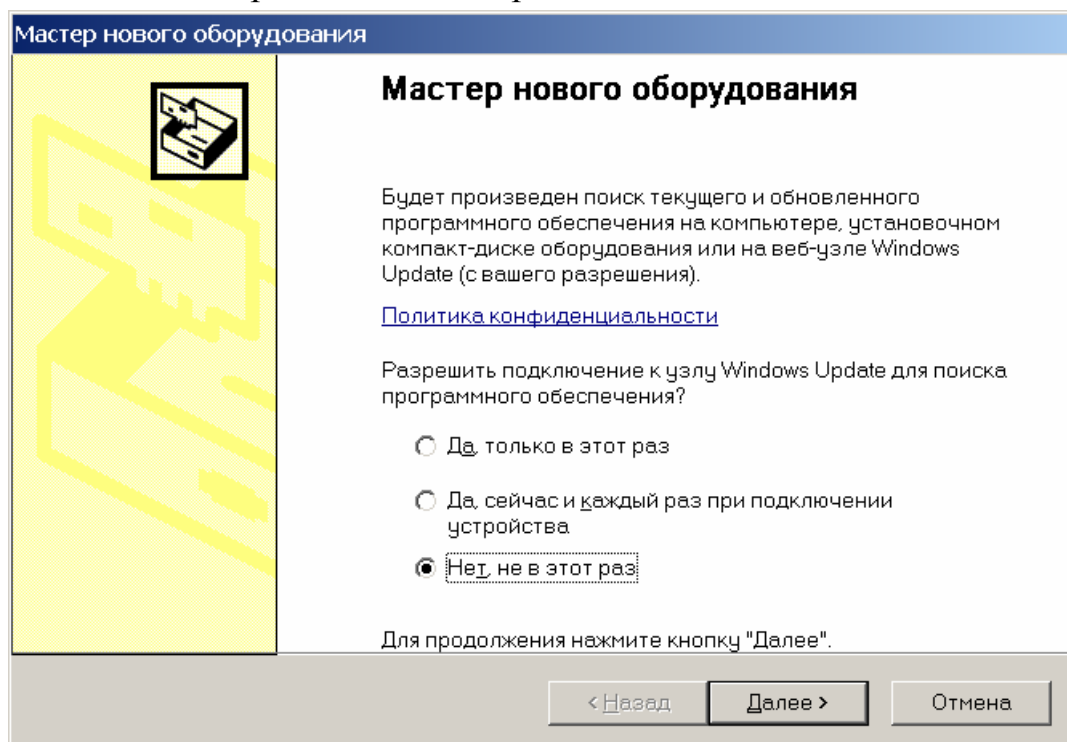 Мастер нового оборудования
Мастер нового оборудования
Будет произведен поиск текущего и обновленного
программного обеспечения на компьютере, установочном
компакт-диске оборудования или на веб-узле Windows
Update (с вашего разрешения).
Политика конфиденциальности
Разрешить подключение к узлу Windows Update для поиска
программного обеспечения?
Да, только в этот раз
Да, сейчас и каждый раз при подключении
устройства
Нет, не в этот раз
Для продолжения нажмите кнопку "Далее".
< Назад
Далее >
Отмена